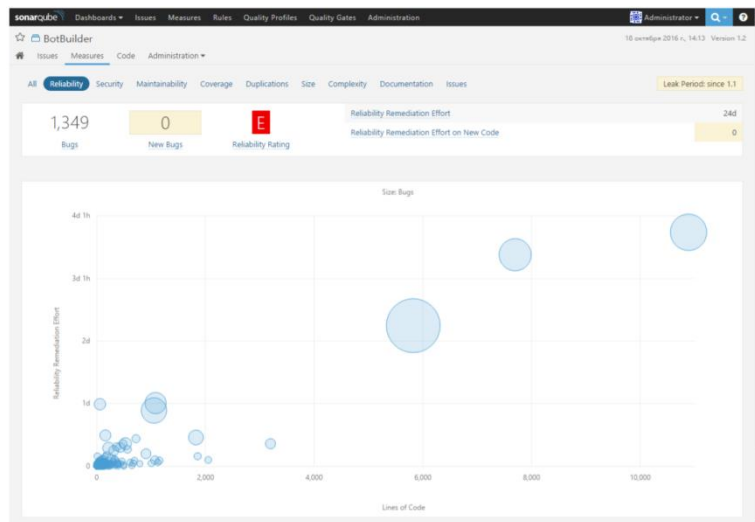 sonarqube Dashboards Issues Measures Rules Quality Profiles Quality Gates Administration Administrator ?
BotBuilder 18 октября 2016 г., 14:13 Version 1.2
Issues Measures Code Administration
All Reliability Security Maintainability Coverage Duplications Size Complexity Documentation Issues Leak Period: since 1.1
1,349 0 E Reliability Remediation Effort 24d
Bugs New Bugs Reliability Rating Reliability Remediation Effort on New Code 0
Size: Bugs
4d 1h
3d 1h
2d
1d
0
Reliability Remediation Effort
0 2,000 4,000 6,000 8,000 10,000
Lines of Code